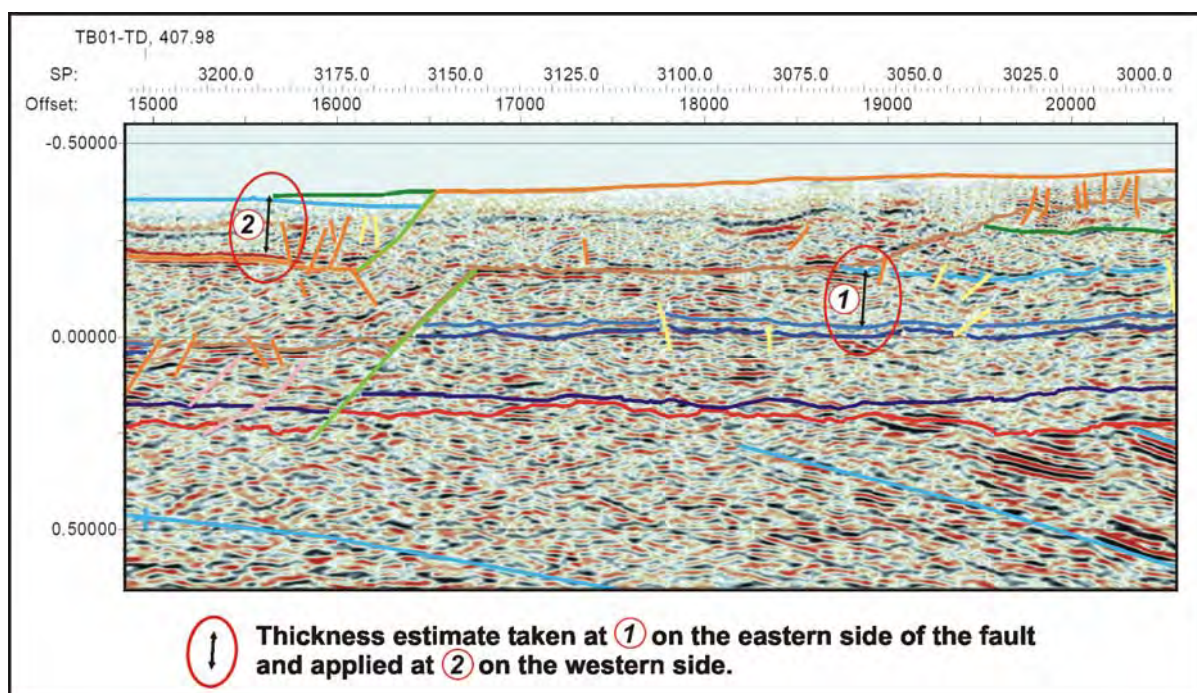 TB01-TD, 407.98
SP: 3200.0 3175.0 3150.0 3125.0 3100.0 3075.0 3050.0 3025.0 3000.0
Offset: 15000 16000 17000 18000 19000 20000
-0.50000
2
1
0.00000
0.50000
Thickness estimate taken at 1 on the eastern side of the fault
and applied at 2 on the western side.